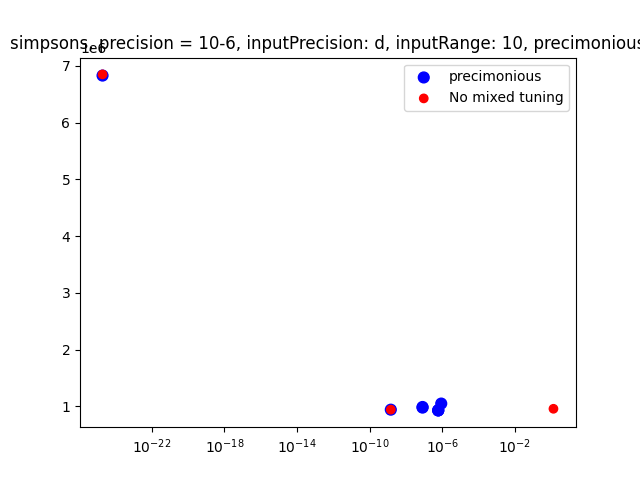 simpsons, precision = 10-6, inputPrecision: d, inputRange: 10, precimonious
1e6
precimonious
No mixed tuning
7
6
5
4
3
2
1
10⁻²² 10⁻¹⁸ 10⁻¹⁴ 10⁻¹⁰ 10⁻⁶ 10⁻²